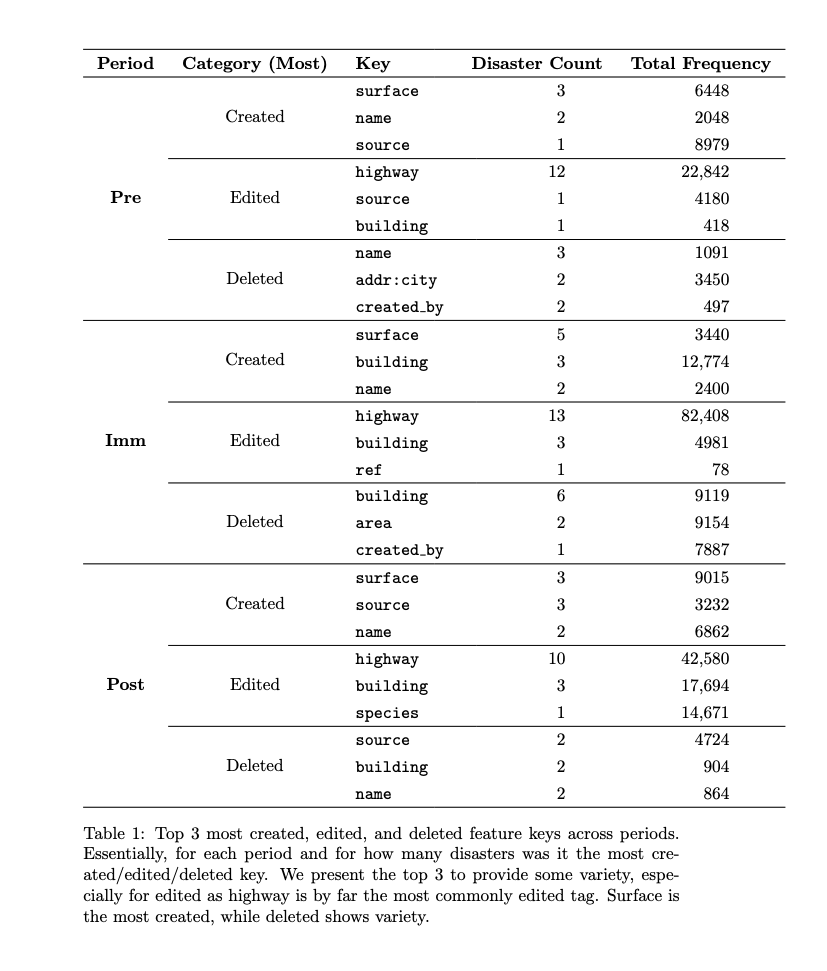 Period Category (Most) Key Disaster Count Total Frequency
surface 3 6448
Created name 2 2048
source 1 8979
highway 12 22,842
Pre Edited source 1 4180
building 1 418
name 3 1091
Deleted addr:city 2 3450
created_by 2 497
surface 5 3440
Created building 3 12,774
name 2 2400
highway 13 82,408
Imm Edited building 3 4981
ref 1 78
building 6 9119
Deleted area 2 9154
created_by 1 7887
surface 3 9015
Created source 3 3232
name 2 6862
highway 10 42,580
Post Edited building 3 17,694
species 1 14,671
source 2 4724
Deleted building 2 904
name 2 864
Table 1: Top 3 most created, edited, and deleted feature keys across periods.
Essentially, for each period and for how many disasters was it the most cre-
ated/edited/deleted key. We present the top 3 to provide some variety, espe-
cially for edited as highway is by far the most commonly edited tag. Surface is
the most created, while deleted shows variety.